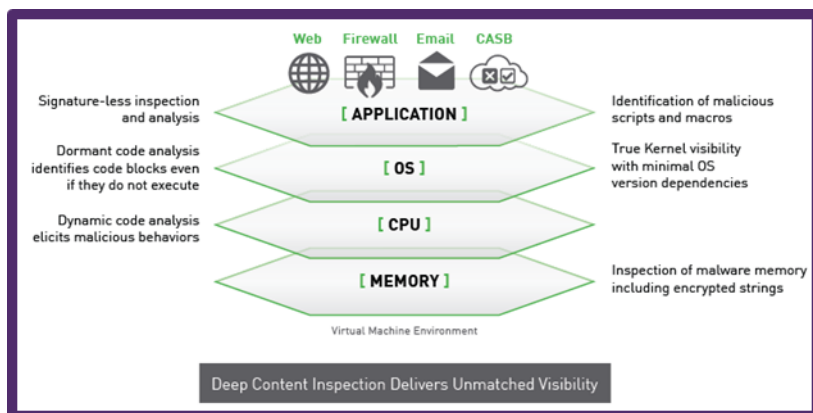 Web Firewall Email CASB
Signature-less inspection
and analysis
[ APPLICATION ]
Identification of malicious
scripts and macros
Dormant code analysis
identifies code blocks even
if they do not execute
[ OS ]
True Kernel visibility
with minimal OS
version dependencies
Dynamic code analysis
elicits malicious behaviors
[ CPU ]
[ MEMORY ]
Inspection of malware memory
including encrypted strings
Virtual Machine Environment
Deep Content Inspection Delivers Unmatched Visibility